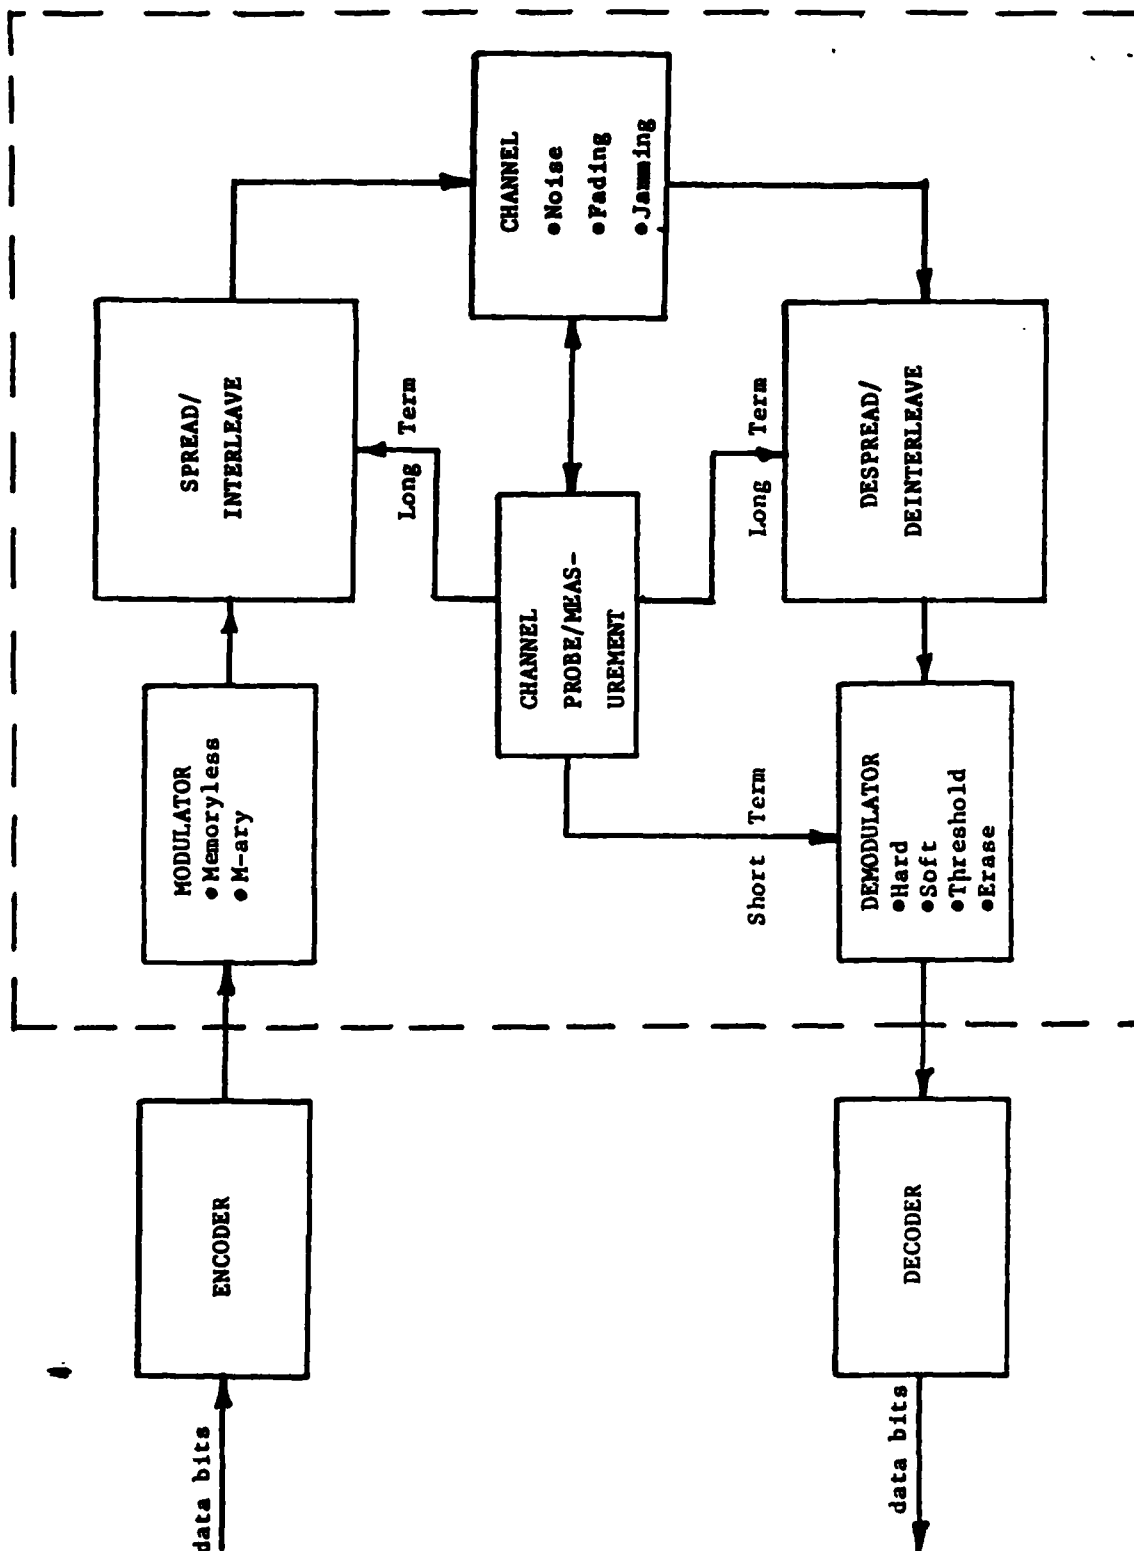 data bits
ENCODER
MODULATOR
●Memoryless
●M-ary
SPREAD/
INTERLEAVE
Long Term
CHANNEL
●Noise
●Fading
●Jamming
CHANNEL
PROBE/MEAS-
UREMENT
Short Term
Long Term
DESPREAD/
DEINTERLEAVE
DEMODULATOR
●Hard
●Soft
●Threshold
●Erase
DECODER
data bits